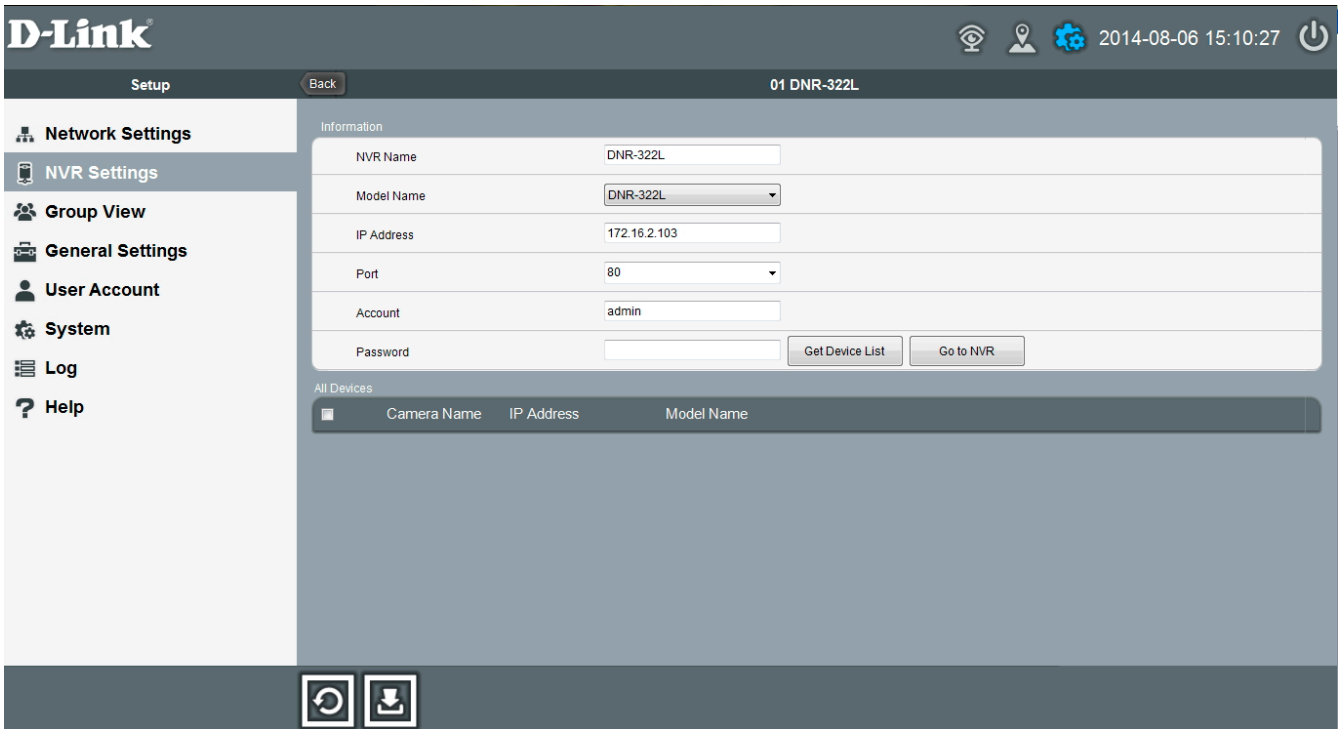 D-Link
2014-08-06 15:10:27
Setup
Back
01 DNR-322L
Network Settings
NVR Settings
Group View
General Settings
User Account
System
Log
Help
Information
NVR Name DNR-322L
Model Name DNR-322L
IP Address 172.16.2.103
Port 80
Account admin
Password Get Device List Go to NVR
All Devices
Camera Name IP Address Model Name